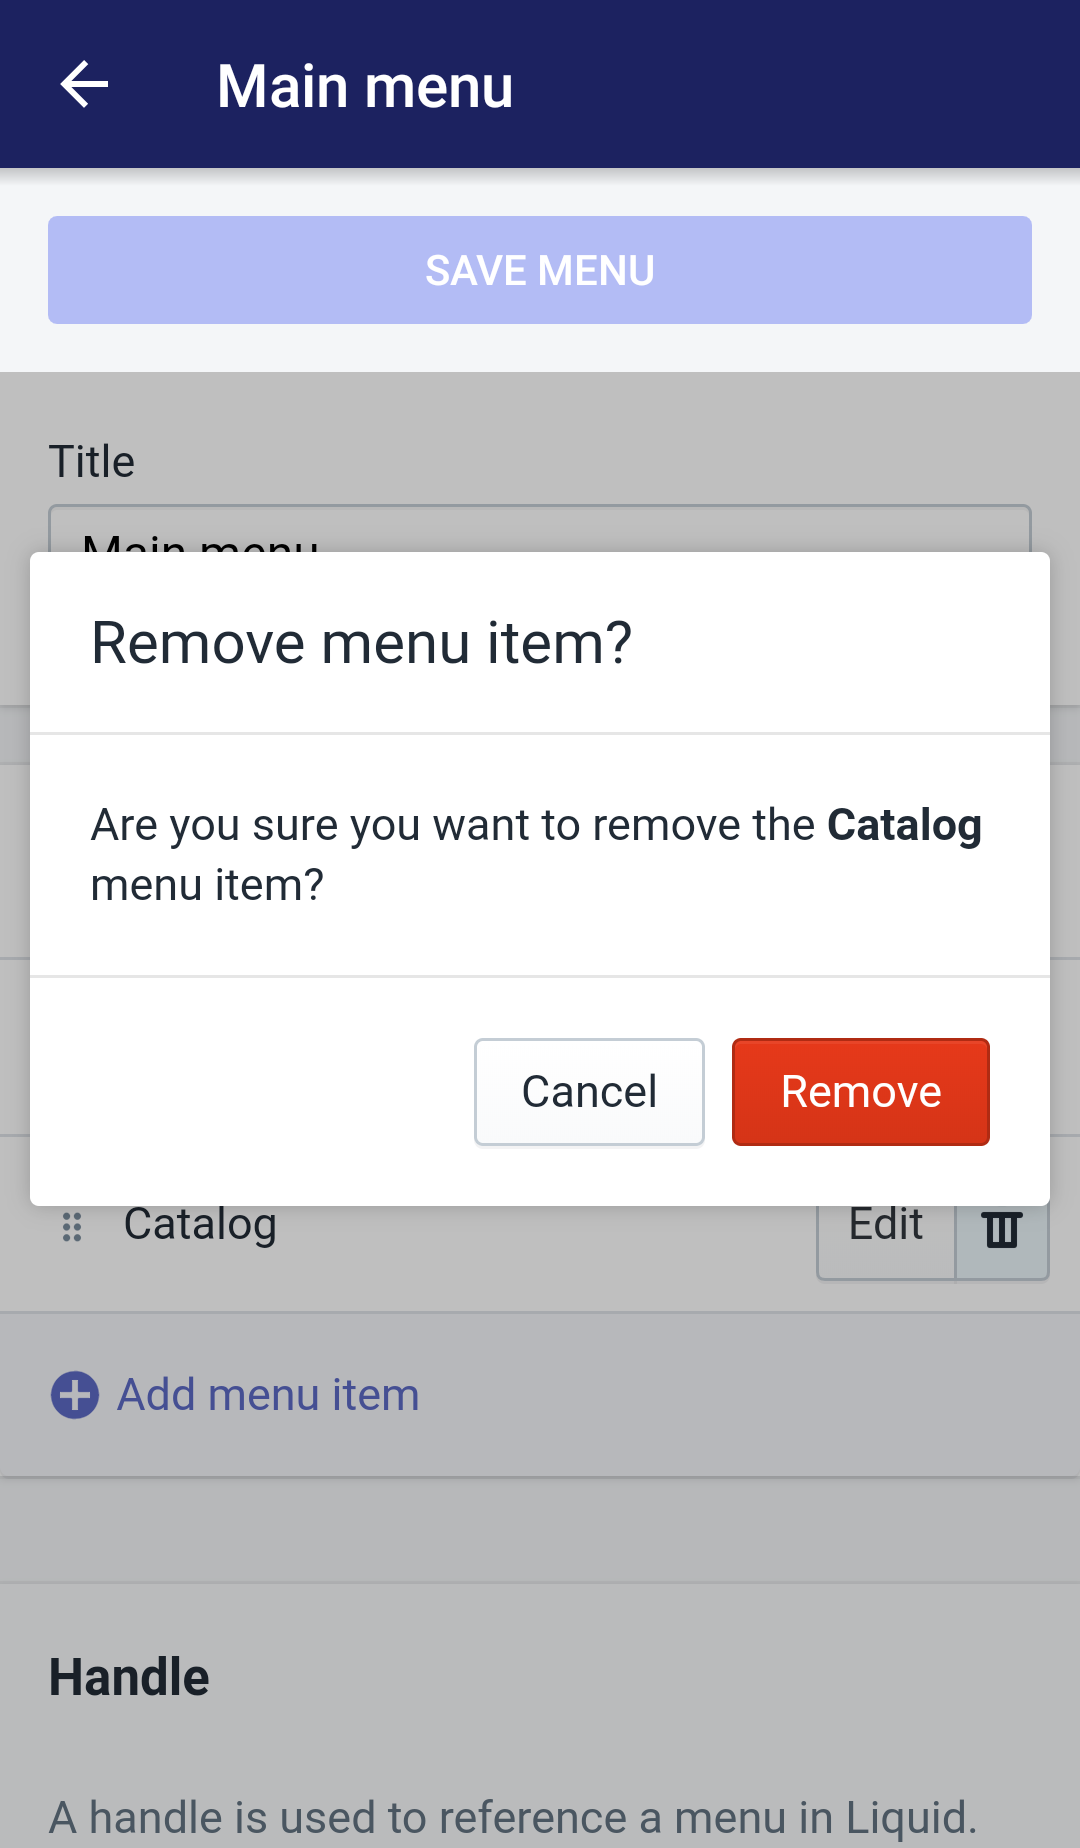 Main menu
SAVE MENU
Title
Main menu
Remove menu item?
Are you sure you want to remove the Catalog
menu item?
Cancel Remove
Catalog Edit
Add menu item
Handle
A handle is used to reference a menu in Liquid.